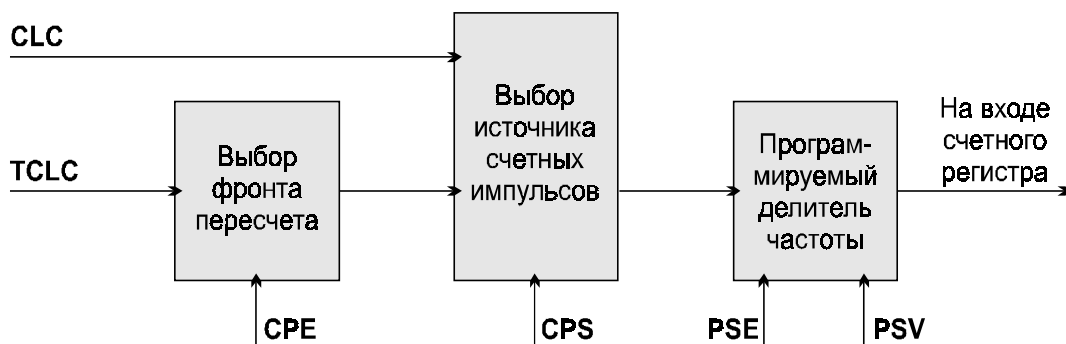 CLC
TCLC
Выбор
фронта
пересчета
CPE
Выбор
источника
счетных
импульсов
CPS
Програм-
мируемый
делитель
частоты
PSE
PSV
На входе
счетного
регистра